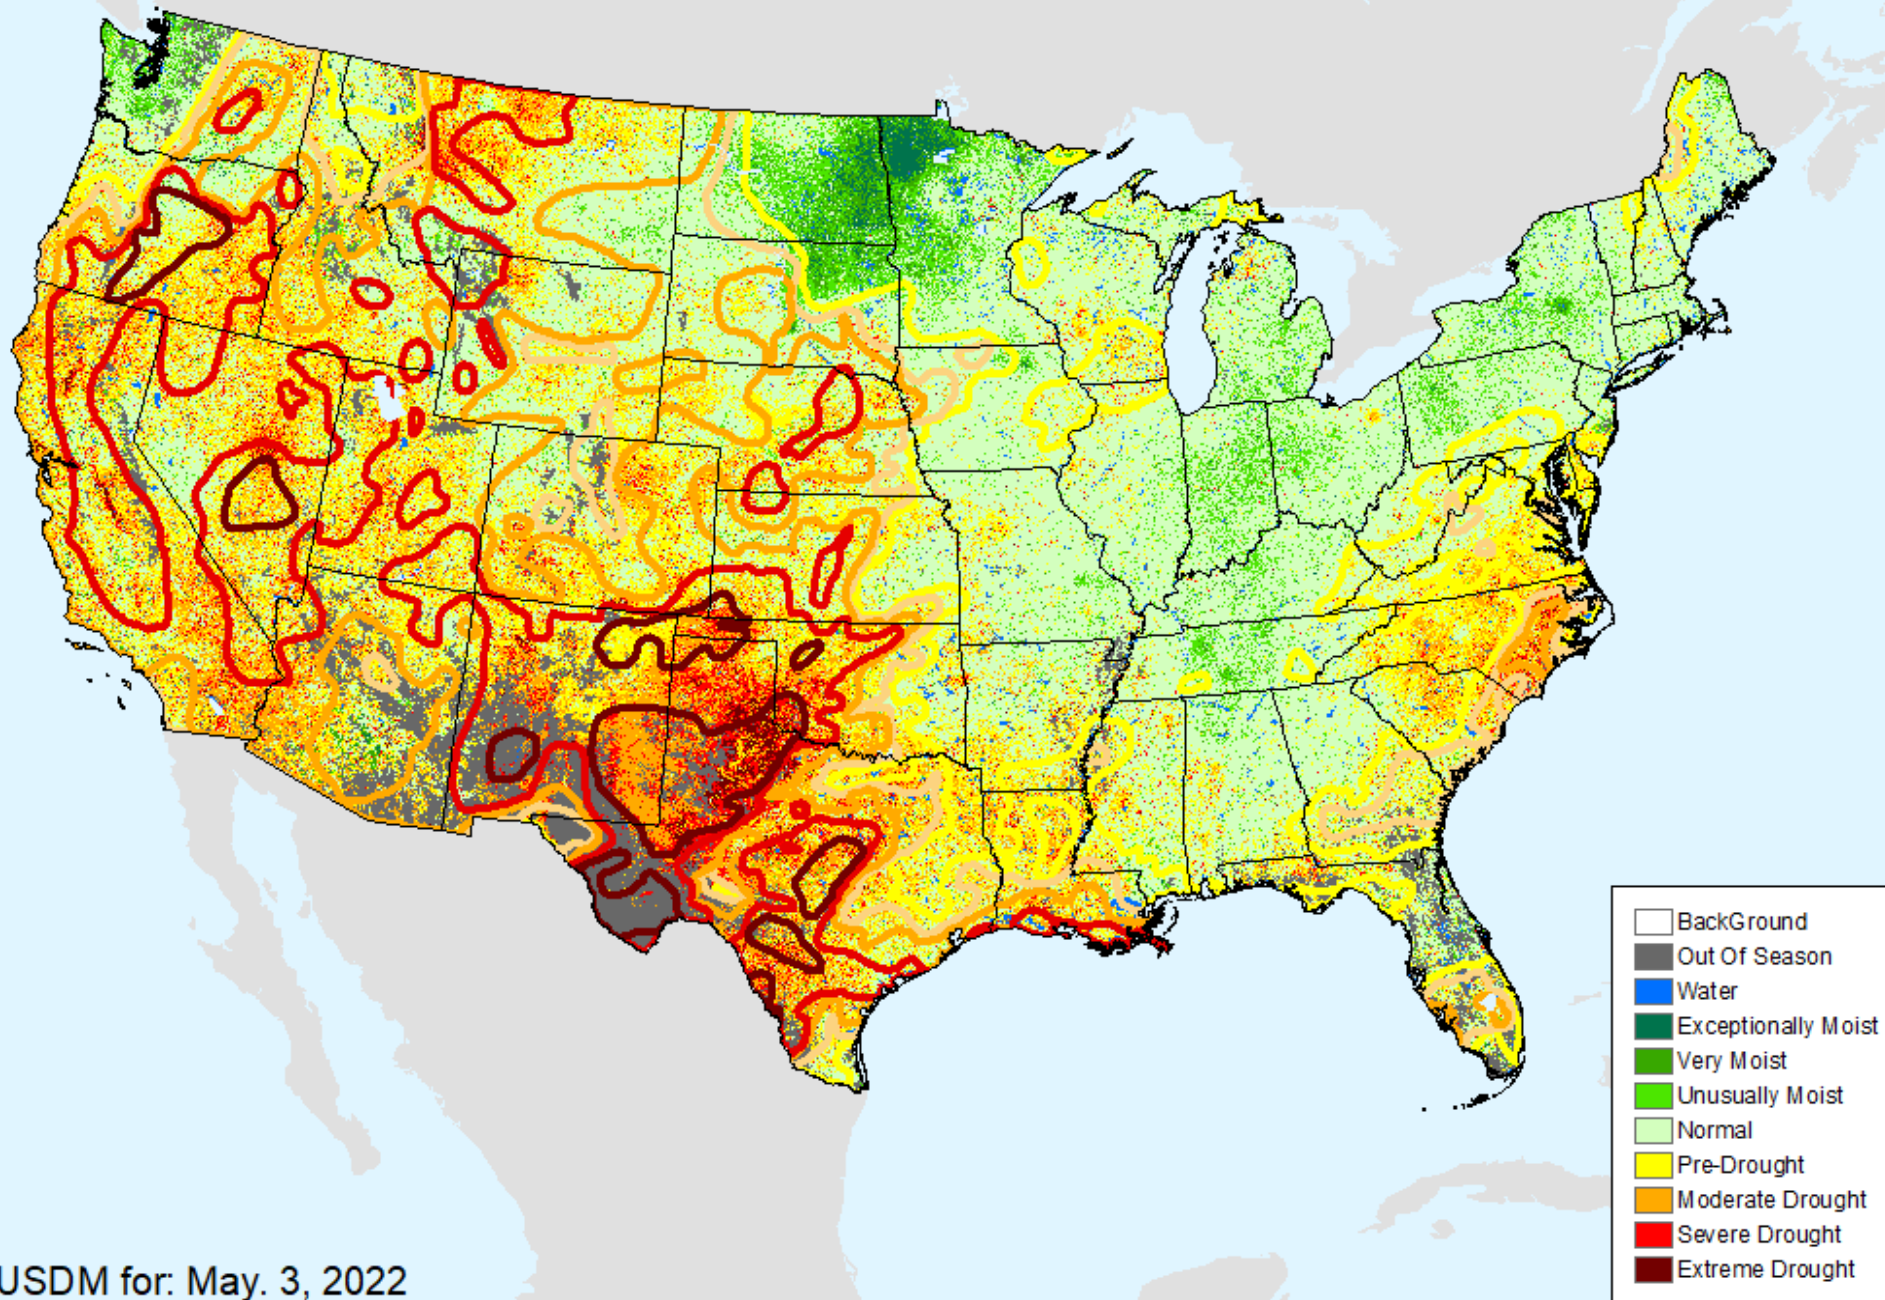 BackGround
Out Of Season
Water
Exceptionally Moist
Very Moist
Unusually Moist
Normal
Pre-Drought
Moderate Drought
Severe Drought
Extreme Drought
USDM for: May. 3, 2022